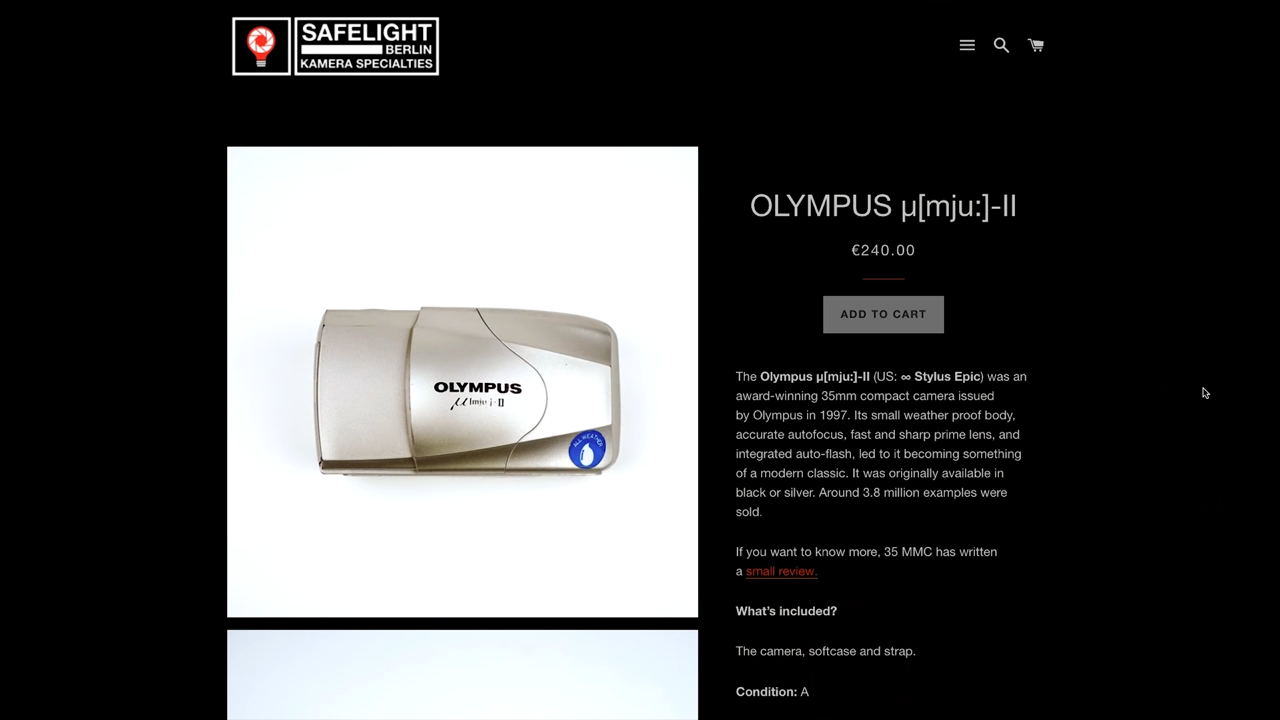 SAFELIGHT
BERLIN
KAMERA SPECIALTIES
OLYMPUS
µ[mju:]-II
ALL WEATHER
OLYMPUS µ[mju:]-II
€240.00
ADD TO CART
The Olympus µ[mju:]-II (US: ∞ Stylus Epic) was an
award-winning 35mm compact camera issued
by Olympus in 1997. Its small weather proof body,
accurate autofocus, fast and sharp prime lens, and
integrated auto-flash, led to it becoming something
of a modern classic. It was originally available in
black or silver. Around 3.8 million examples were
sold.
If you want to know more, 35 MMC has written
a small review.
What's included?
The camera, softcase and strap.
Condition: A